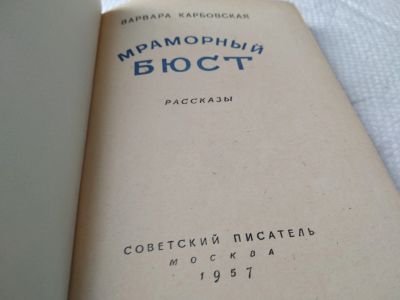 ВАРВАРА КАРБОВСКАЯ
МРАМОРНЫЙ
БЮСТ
РАССКАЗЫ
СОВЕТСКИЙ ПИСАТЕЛЬ
МОСКВА
1957